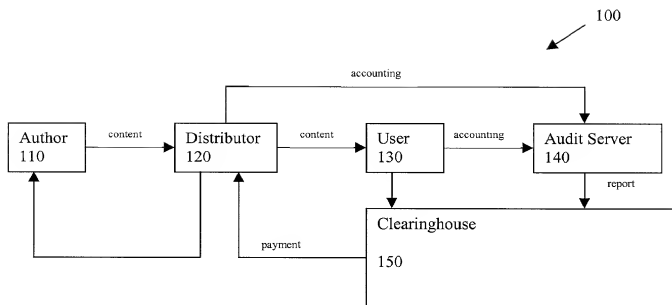 100
accounting
Author
110
content
Distributor
120
content
User
130
accounting
Audit Server
140
report
Clearinghouse
payment
150